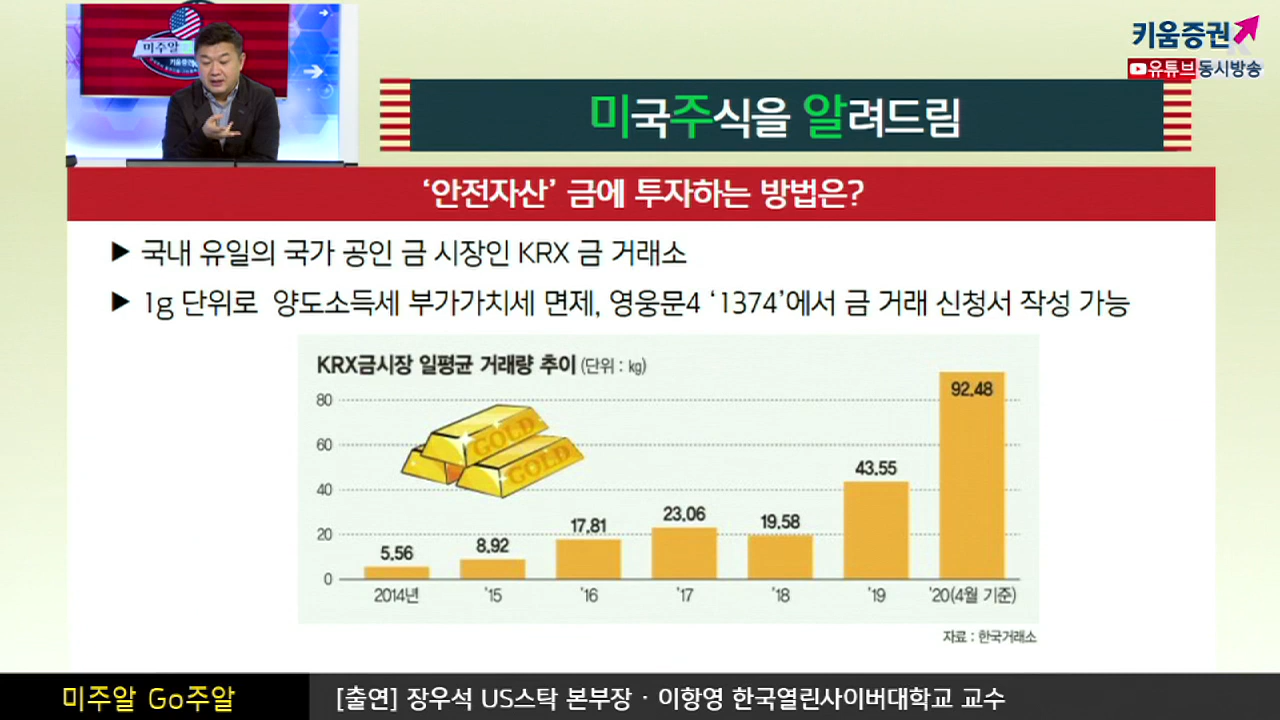 미주알
키움증권
키움증권
유튜브동시방송
미국주식을 알려드림
‘안전자산’ 금에 투자하는 방법은?
▶ 국내 유일의 국가 공인 금 시장인 KRX 금 거래소
▶ 1g 단위로 양도소득세 부가가치세 면제, 영웅문4 ‘1374’에서 금 거래 신청서 작성 가능
KRX금시장 일평균 거래량 추이 (단위 : kg)
80
60
40
20
0
GOLD
GOLD
5.56
8.92
17.81
23.06
19.58
43.55
92.48
2014년
’15
’16
’17
’18
’19
’20(4월 기준)
자료 : 한국거래소
미주알 Go주알
[출연] 장우석 US스탁 본부장 · 이항영 한국열린사이버대학교 교수